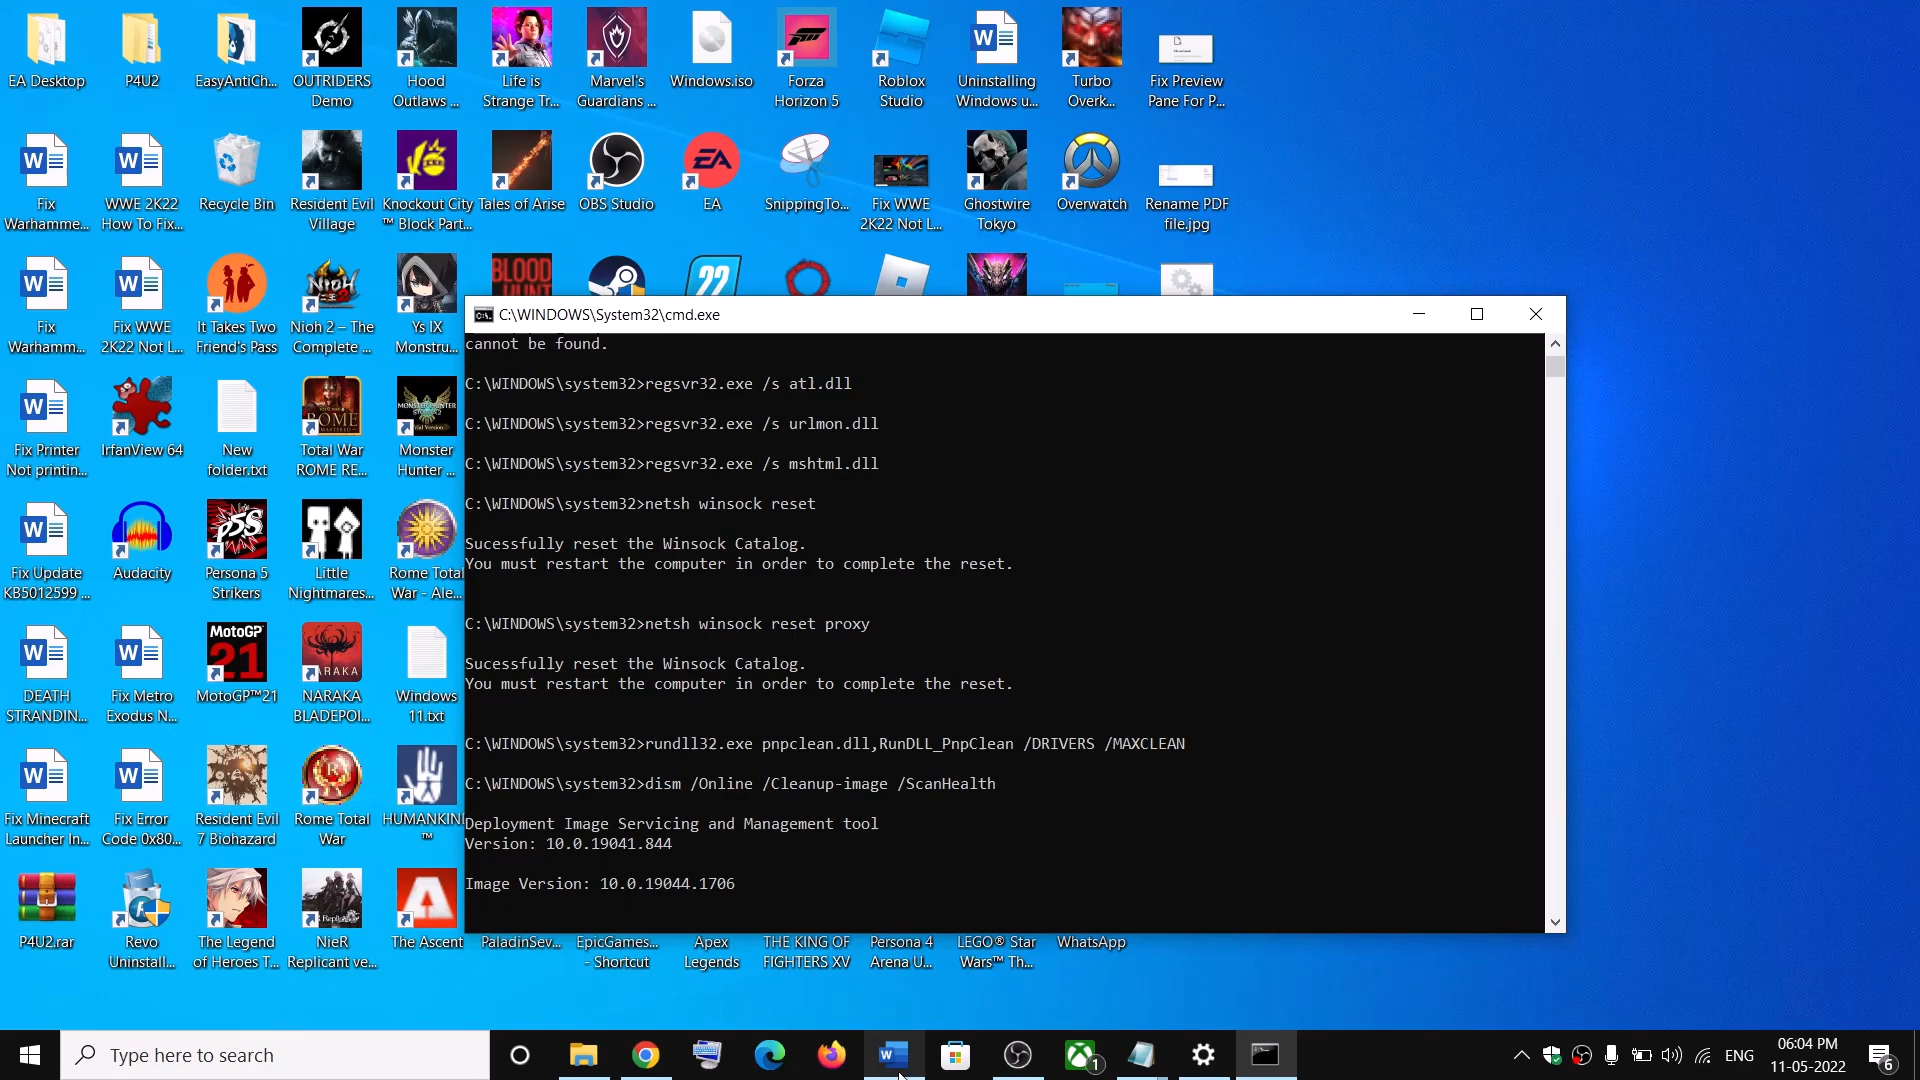 EA Desktop
P4U2
EasyAntiCh...
OUTRIDERS
Demo
Hood
Outlaws ...
Life is
Strange Tr...
Marvel's
Guardians ...
Windows.iso
Forza
Horizon 5
Roblox
Studio
Uninstalling
Windows u...
Turbo
Overk...
Fix Preview
Pane For P...
Fix
Warhamme...
WWE 2K22
How To Fix...
Recycle Bin
Resident Evil
Village
Knockout City
™ Block Part...
Tales of Arise
OBS Studio
EA
EA
SnippingTo...
Fix WWE
2K22 Not L...
Ghostwire
Tokyo
Overwatch
Rename PDF
file.jpg
Fix
Warhamm...
Fix WWE
2K22 Not L...
It Takes Two
Friend's Pass
NIOH
Nioh 2 – The
Complete ...
Ys IX
Monstru...
BLOOD
HUNT
22
C:\WINDOWS\System32\cmd.exe
cannot be found.
C:\WINDOWS\system32>regsvr32.exe /s atl.dll
C:\WINDOWS\system32>regsvr32.exe /s urlmon.dll
C:\WINDOWS\system32>regsvr32.exe /s mshtml.dll
C:\WINDOWS\system32>netsh winsock reset
Sucessfully reset the Winsock Catalog.
You must restart the computer in order to complete the reset.
C:\WINDOWS\system32>netsh winsock reset proxy
Sucessfully reset the Winsock Catalog.
You must restart the computer in order to complete the reset.
C:\WINDOWS\system32>rundll32.exe pnpclean.dll,RunDLL_PnpClean /DRIVERS /MAXCLEAN
C:\WINDOWS\system32>dism /Online /Cleanup-image /ScanHealth
Deployment Image Servicing and Management tool
Version: 10.0.19041.844
Image Version: 10.0.19044.1706
Fix Printer
Not printin...
IrfanView 64
New
folder.txt
ROME
Total War
ROME RE...
MONSTER HUNTER
Monster
Hunter ...
Fix Update
KB5012599 ...
Audacity
P5S
Persona 5
Strikers
Little
Nightmares...
Rome Total
War - Ale...
DEATH
STRANDIN...
Fix Metro
Exodus N...
MotoGP
21
MotoGP™21
NARAKA
BLADEPOI...
Windows
11.txt
Fix Minecraft
Launcher In...
Fix Error
Code 0x80...
Resident Evil
7 Biohazard
Rome Total
War
HUMANKIN
™
P4U2.rar
Revo
Uninstall...
The Legend
of Heroes T...
NieR
Replicant ve...
The Ascent
PaladinSev...
EpicGames...
- Shortcut
Apex
Legends
THE KING OF
FIGHTERS XV
Persona 4
Arena U...
LEGO® Star
Wars™ Th...
WhatsApp
Type here to search
1
ENG
06:04 PM
11-05-2022
6